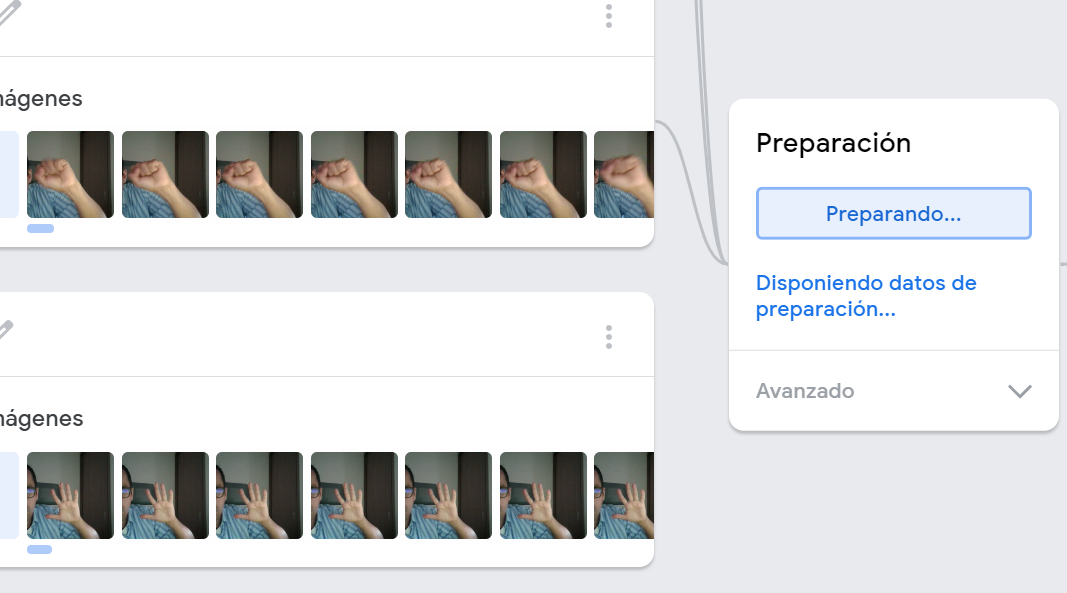 mágenes
Preparación
Preparando...
Disponiendo datos de
preparación...
Avanzado
mágenes